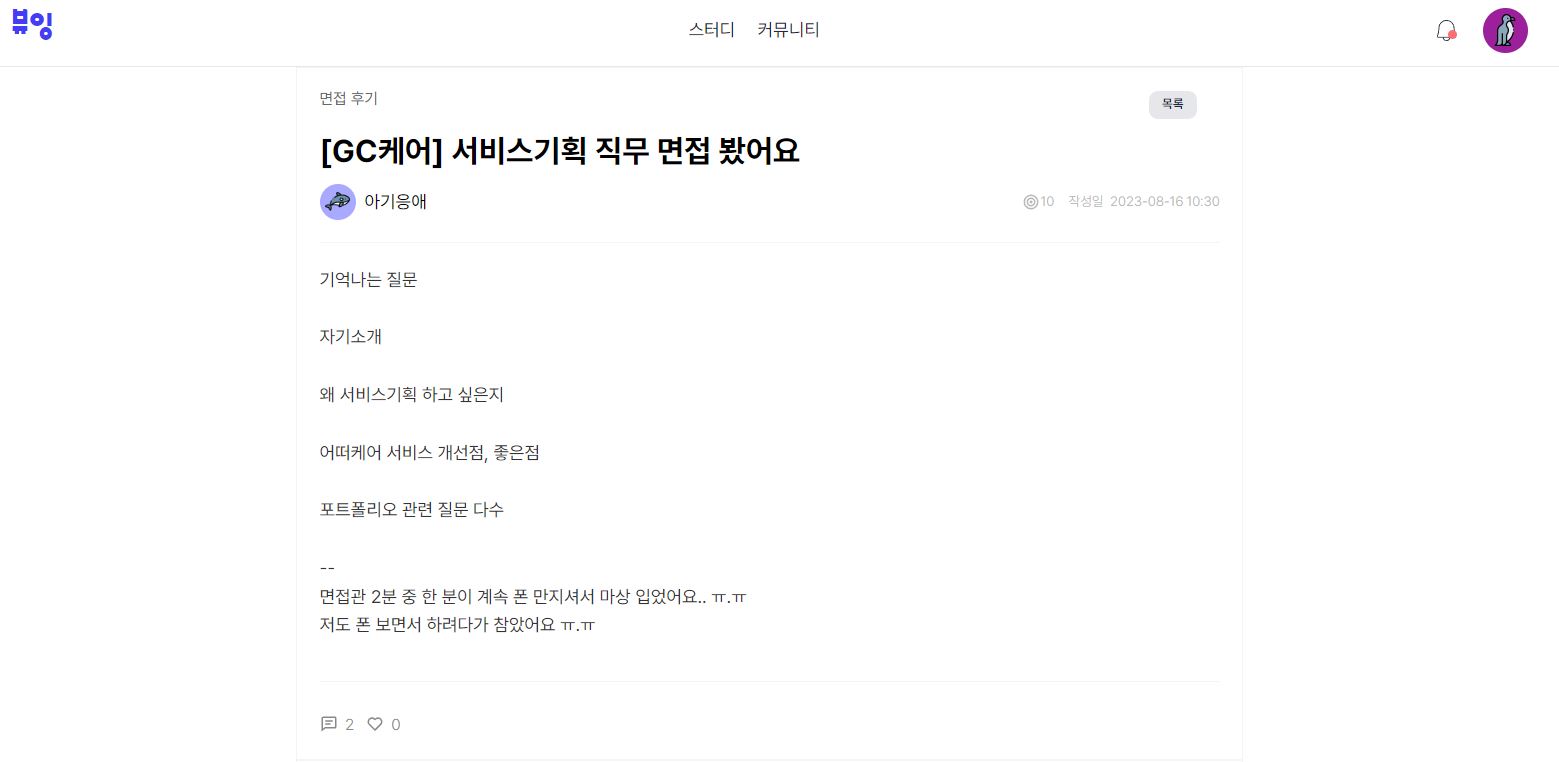 뷰잉
스터디 커뮤니티
면접 후기
목록
[GC케어] 서비스기획 직무 면접 봤어요
아기응애
10 작성일 2023-08-16 10:30
기억나는 질문
자기소개
왜 서비스기획 하고 싶은지
어떠케어 서비스 개선점, 좋은점
포트폴리오 관련 질문 다수
--
면접관 2분 중 한 분이 계속 폰 만지셔서 마상 입었어요.. ㅠ.ㅠ
저도 폰 보면서 하려다가 참았어요 ㅠ.ㅠ
2 0